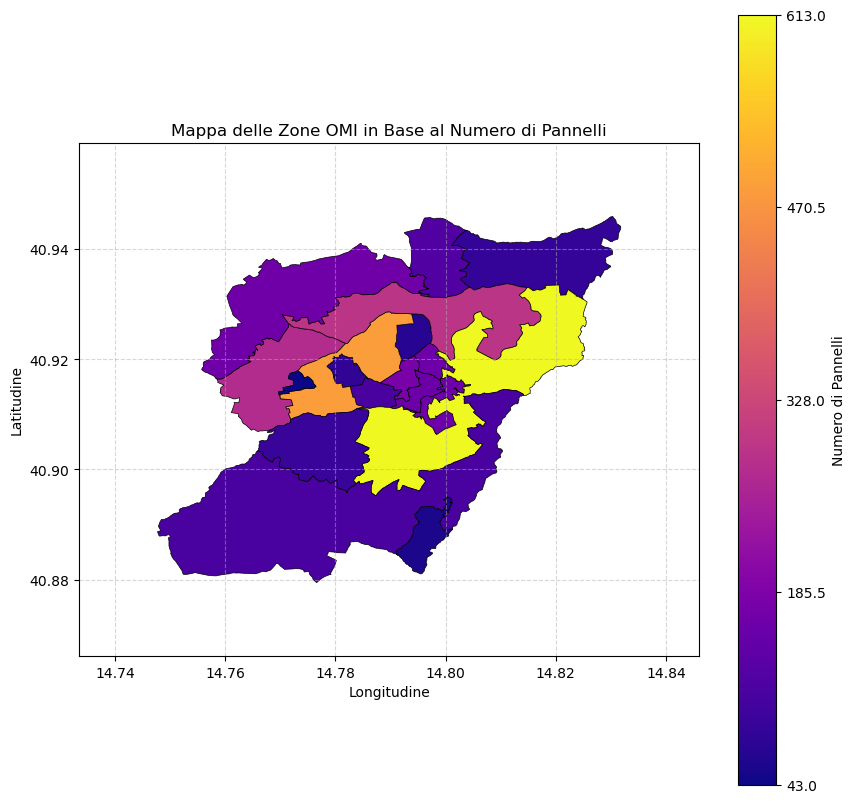 Mappa delle Zone OMI in Base al Numero di Pannelli
613.0
470.5
328.0
185.5
43.0
Numero di Pannelli
40.94
40.92
40.90
40.88
Latitudine
14.74 14.76 14.78 14.80 14.82 14.84
Longitudine